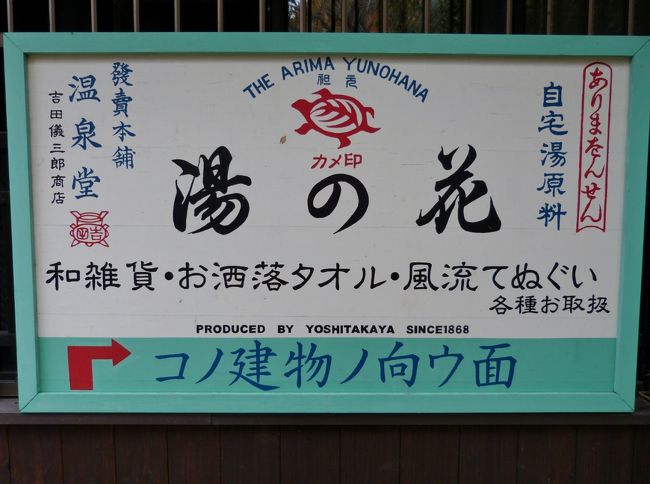 THE ARIMA YUNOHANA
元祖
カメ印
ありまをんせん
自宅湯原料
湯の花
發賣本舗
温泉堂
吉田儀三郎商店
和雑貨・お洒落タオル・風流てぬぐい
各種お取扱
PRODUCED BY YOSHITAKAYA SINCE1868
コノ建物ノ向ウ面